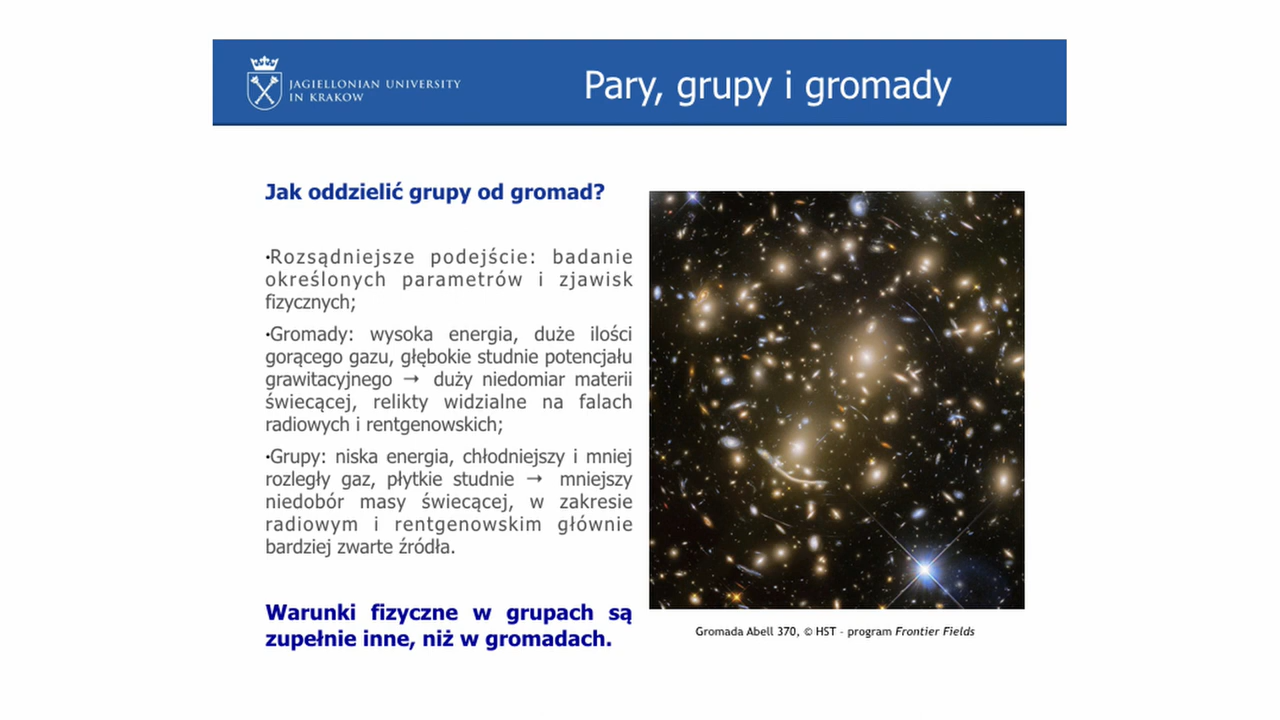 JAGIELLONIAN UNIVERSITY
IN KRAKOW
Pary, grupy i gromady
Jak oddzielić grupy od gromad?
·Rozsądniejsze podejście: badanie
określonych parametrów i zjawisk
fizycznych;
·Gromady: wysoka energia, duże ilości
gorącego gazu, głębokie studnie potencjału
grawitacyjnego → duży niedomiar materii
świecącej, relikty widzialne na falach
radiowych i rentgenowskich;
·Grupy: niska energia, chłodniejszy i mniej
rozległy gaz, płytkie studnie → mniejszy
niedobór masy świecącej, w zakresie
radiowym i rentgenowskim głównie
bardziej zwarte źródła.
Warunki fizyczne w grupach są
zupełnie inne, niż w gromadach.
Gromada Abell 370, © HST - program Frontier Fields